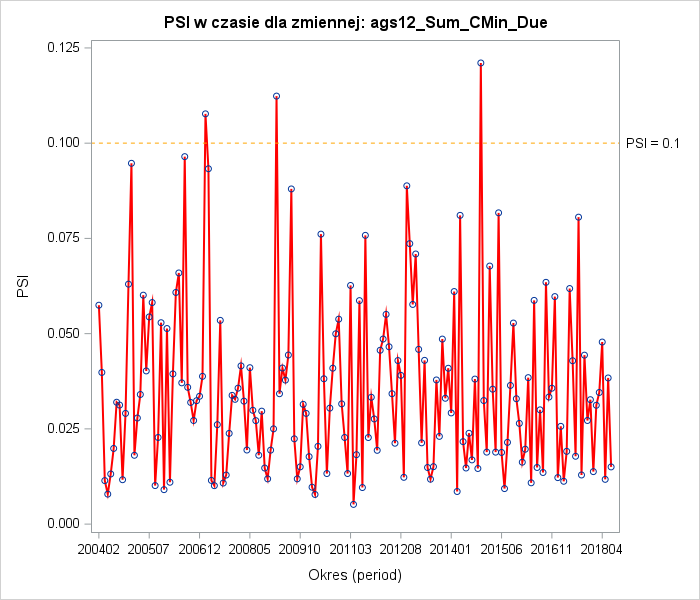 PSI w czasie dla zmiennej: ags12_Sum_CMin_Due
0.125
0.100
PSI = 0.1
0.075
PSI
0.050
0.025
0.000
200402 200507 200612 200805 200910 201103 201208 201401 201506 201611 201804
Okres (period)